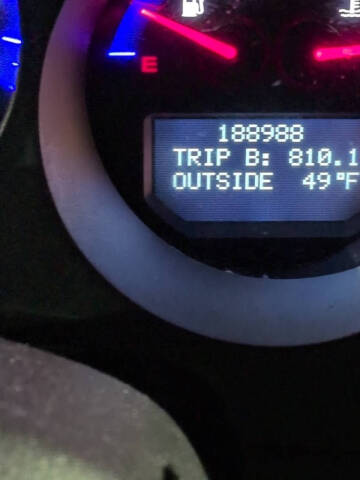 E
188988
TRIP B: 810.1
OUTSIDE 49°F